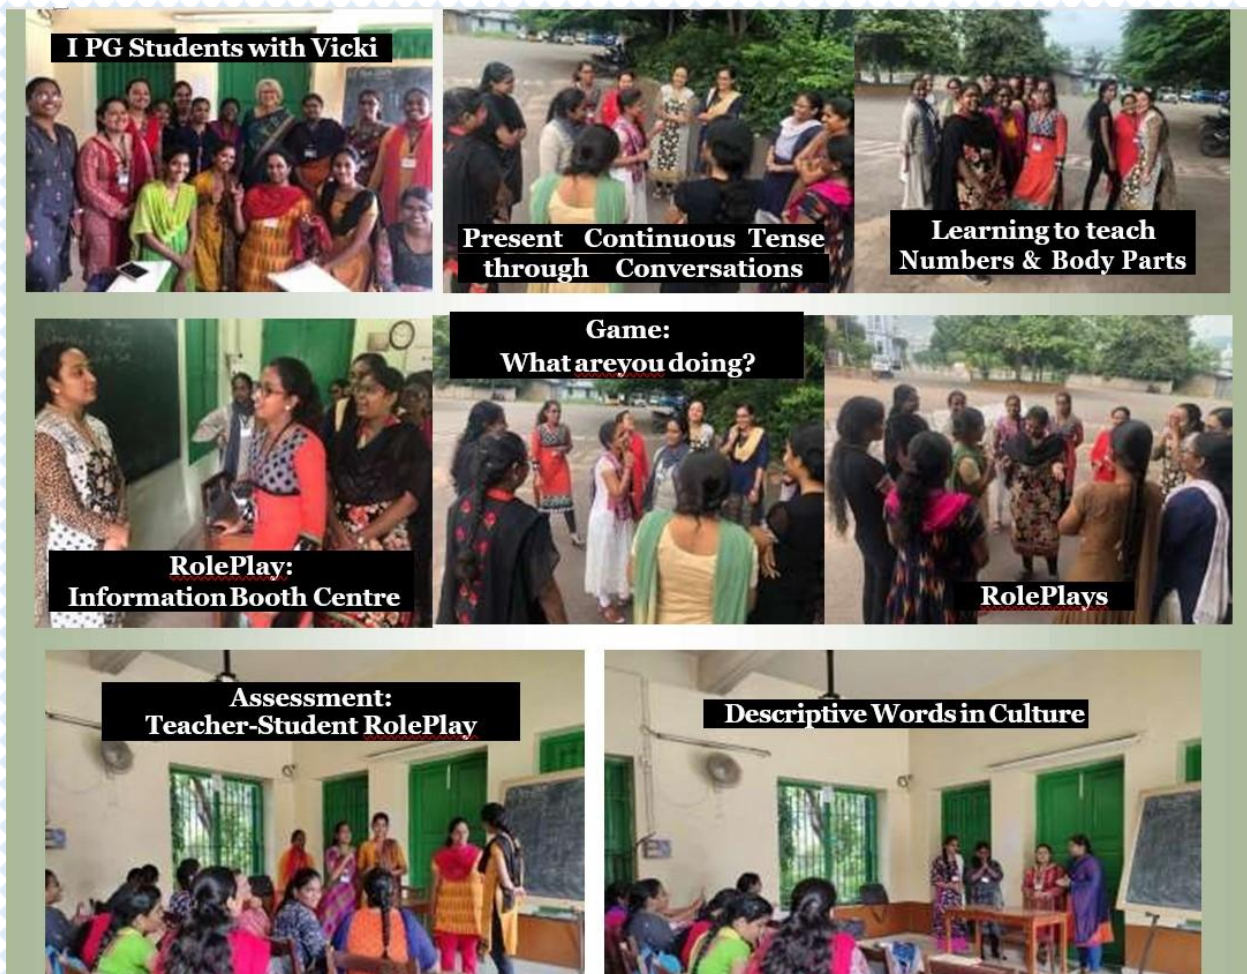 I PG Students with Vicki
Present Continuous Tense
through Conversations
Learning to teach
Numbers & Body Parts
RolePlay:
Information Booth Centre
Game:
What areyou doing?
RolePlays
Assessment:
Teacher-Student RolePlay
Descriptive Words in Culture